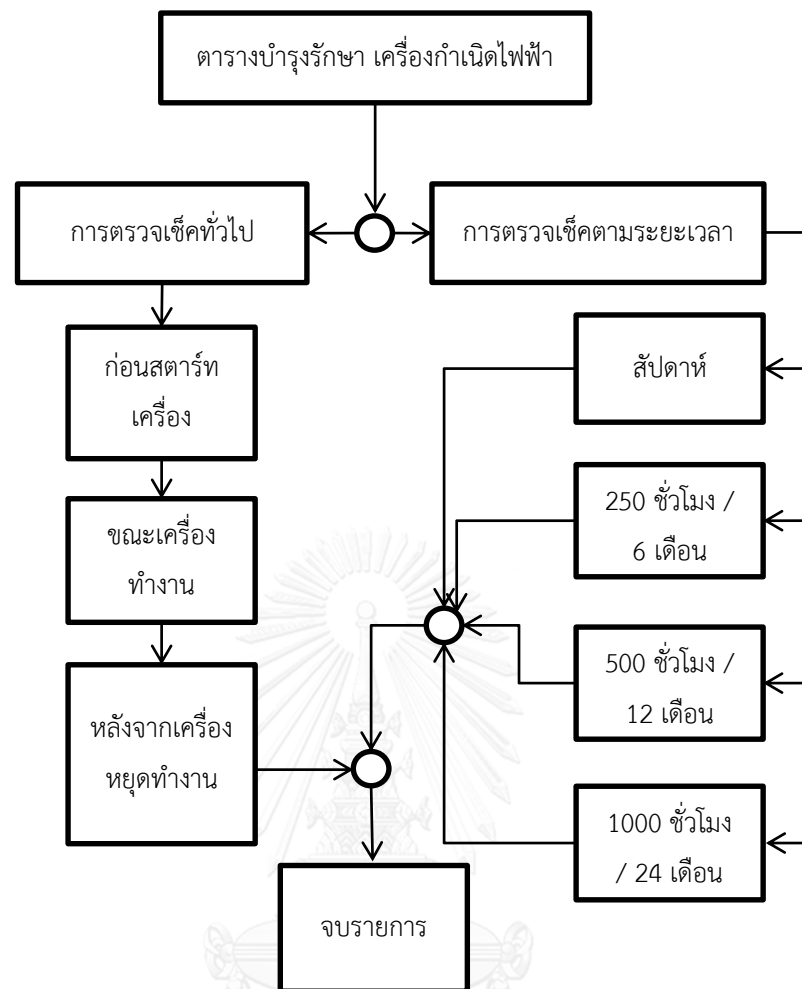 ตารางบำรุงรักษา เครื่องกำเนิดไฟฟ้า
การตรวจเช็คทั่วไป
การตรวจเช็คตามระยะเวลา
ก่อนสตาร์ท
เครื่อง
ขณะเครื่อง
ทำงาน
หลังจากเครื่อง
หยุดทำงาน
สัปดาห์
250 ชั่วโมง /
6 เดือน
500 ชั่วโมง /
12 เดือน
1000 ชั่วโมง
/ 24 เดือน
จบรายการ